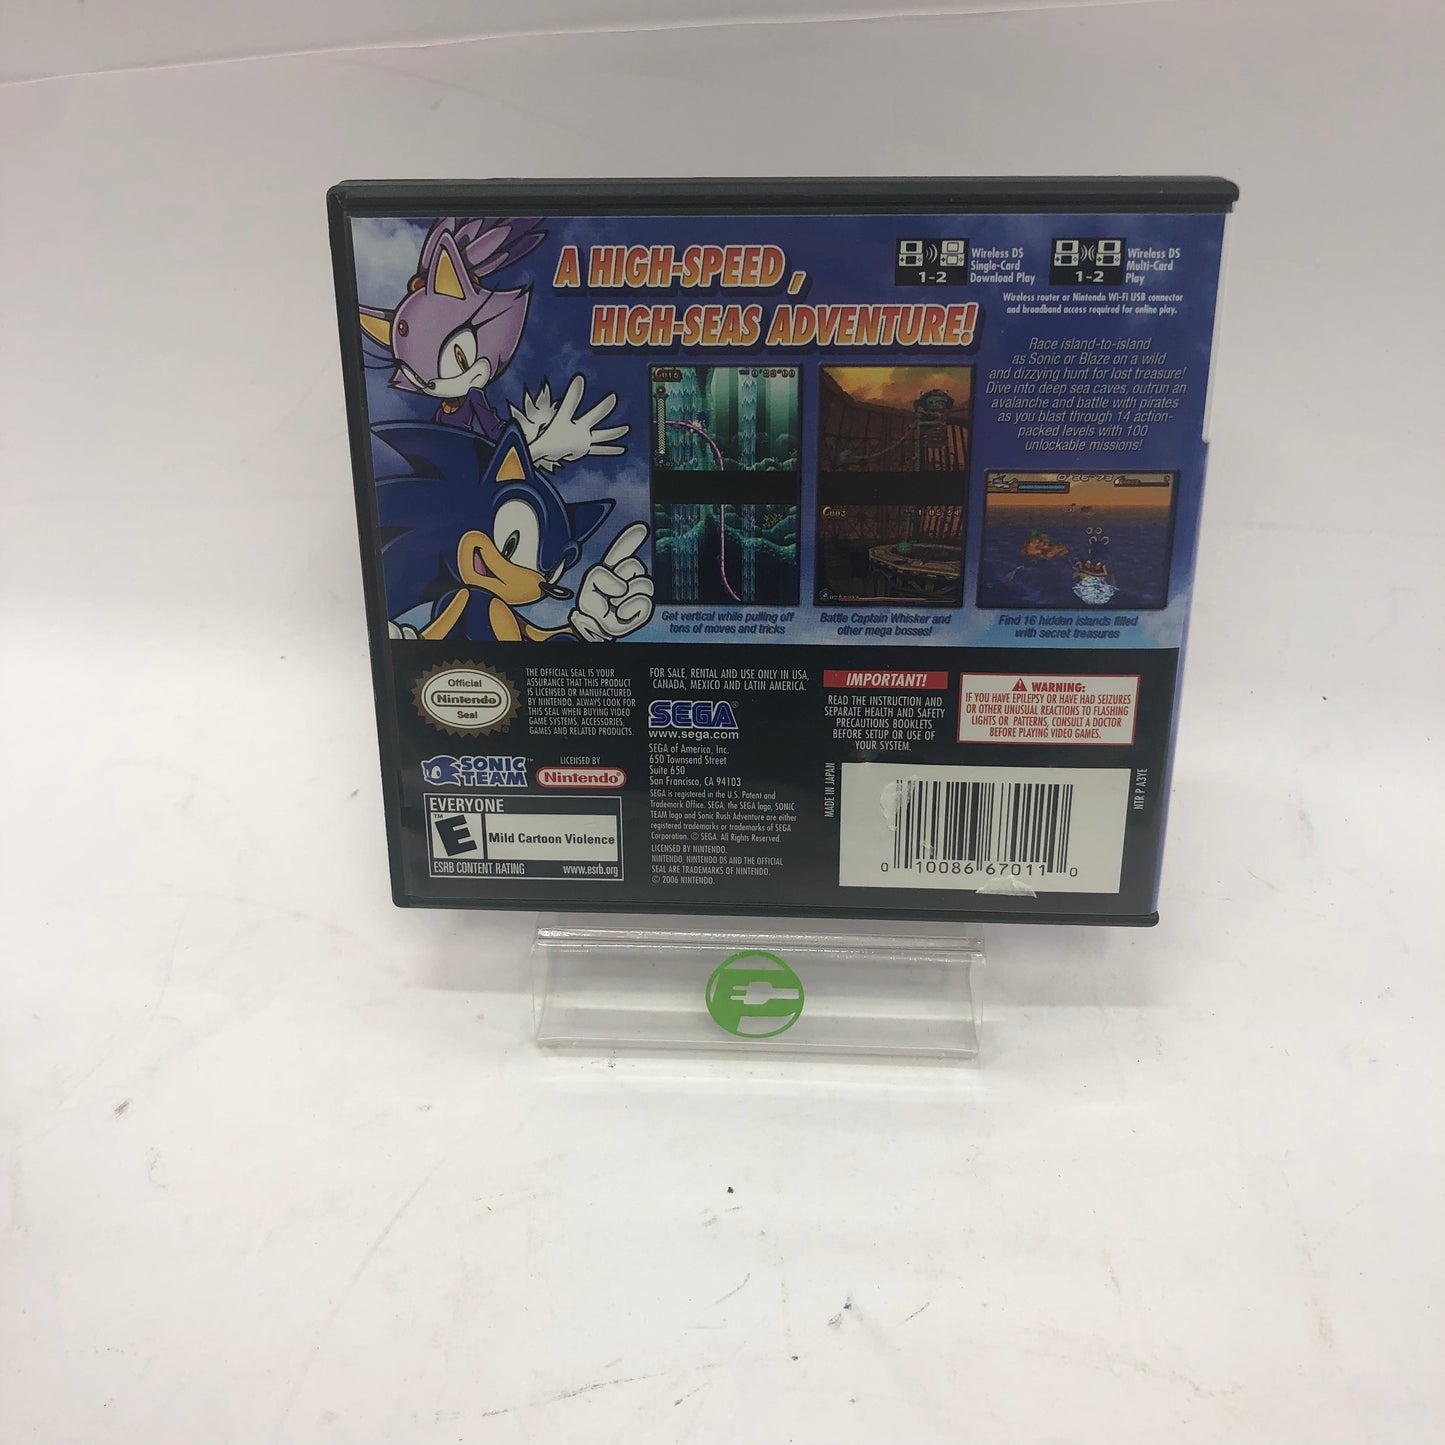 A HIGH-SPEED,
HIGH-SEAS ADVENTURE!
1-2
Wireless DS
Single-Card
Download Play
1-2
Wireless DS
Multi-Card
Play
Wireless router or Nintendo Wi-Fi USB connector
and broadband access required for online play.
Race island-to-island
as Sonic or Blaze on a wild
and dizzying hunt for lost treasure!
Dive into deep sea caves, outrun an
avalanche and battle with pirates
as you blast through 14 action-
packed levels with 100
unlockable missions!
Get vertical while pulling off
tons of moves and tricks
Battle Captain Whisker and
other mega bosses!
Find 16 hidden islands filled
with secret treasures
Official
Nintendo
Seal
THE OFFICIAL SEAL IS YOUR
ASSURANCE THAT THIS PRODUCT
IS LICENSED OR MANUFACTURED
BY NINTENDO. ALWAYS LOOK FOR
THIS SEAL WHEN BUYING VIDEO
GAME SYSTEMS, ACCESSORIES,
GAMES AND RELATED PRODUCTS.
SONIC
TEAM™
LICENSED BY
Nintendo®
EVERYONE
E
Mild Cartoon Violence
ESRB CONTENT RATING www.esrb.org
FOR SALE, RENTAL AND USE ONLY IN USA,
CANADA, MEXICO AND LATIN AMERICA.
SEGA®
www.sega.com
SEGA of America, Inc.
650 Townsend Street
Suite 650
San Francisco, CA 94103
SEGA is registered in the U.S. Patent and
Trademark Office. SEGA, the SEGA logo, SONIC
TEAM logo and Sonic Rush Adventure are either
registered trademarks or trademarks of SEGA
Corporation. © SEGA. All Rights Reserved.
LICENSED BY NINTENDO.
NINTENDO, NINTENDO DS AND THE OFFICIAL
SEAL ARE TRADEMARKS OF NINTENDO.
© 2006 NINTENDO.
IMPORTANT!
READ THE INSTRUCTION AND
SEPARATE HEALTH AND SAFETY
PRECAUTIONS BOOKLETS
BEFORE SETUP OR USE OF
YOUR SYSTEM.
WARNING:
IF YOU HAVE EPILEPSY OR HAVE HAD SEIZURES
OR OTHER UNUSUAL REACTIONS TO FLASHING
LIGHTS OR PATTERNS, CONSULT A DOCTOR
BEFORE PLAYING VIDEO GAMES.
MADE IN JAPAN
0 10086 67011 0
NTR P A3YE